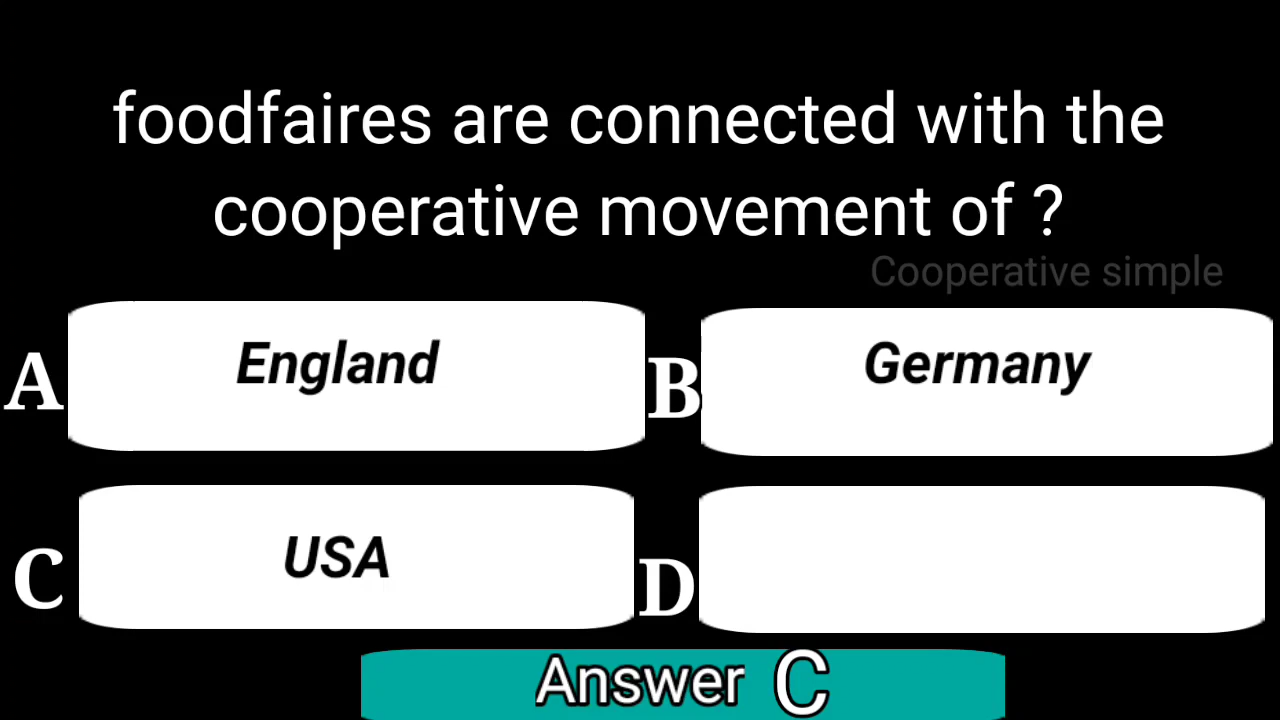 foodfaires are connected with the
cooperative movement of ?
Cooperative simple
A England
B Germany
C USA
D
Answer C